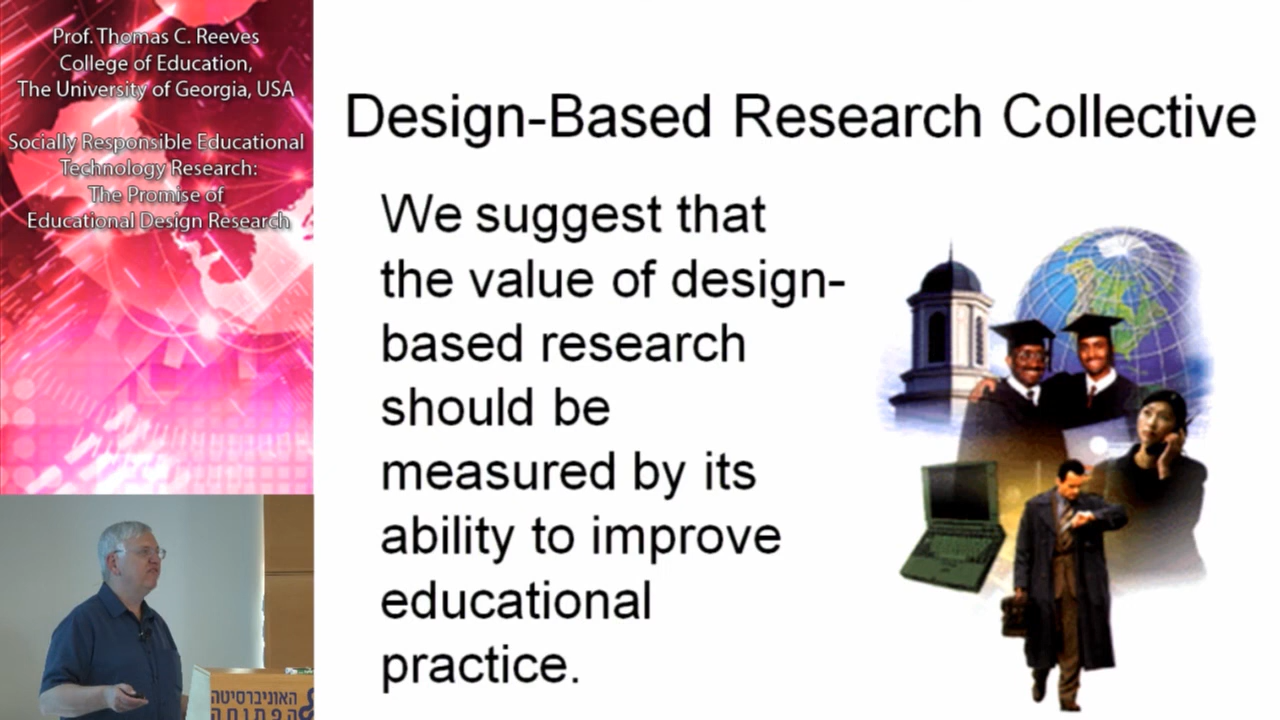 Prof. Thomas C. Reeves
College of Education,
The University of Georgia, USA
Socially Responsible Educational
Technology Research:
The Promise of
Educational Design Research
Design-Based Research Collective
We suggest that
the value of design-
based research
should be
measured by its
ability to improve
educational
practice.
האוניברסיטה
הפתוחה